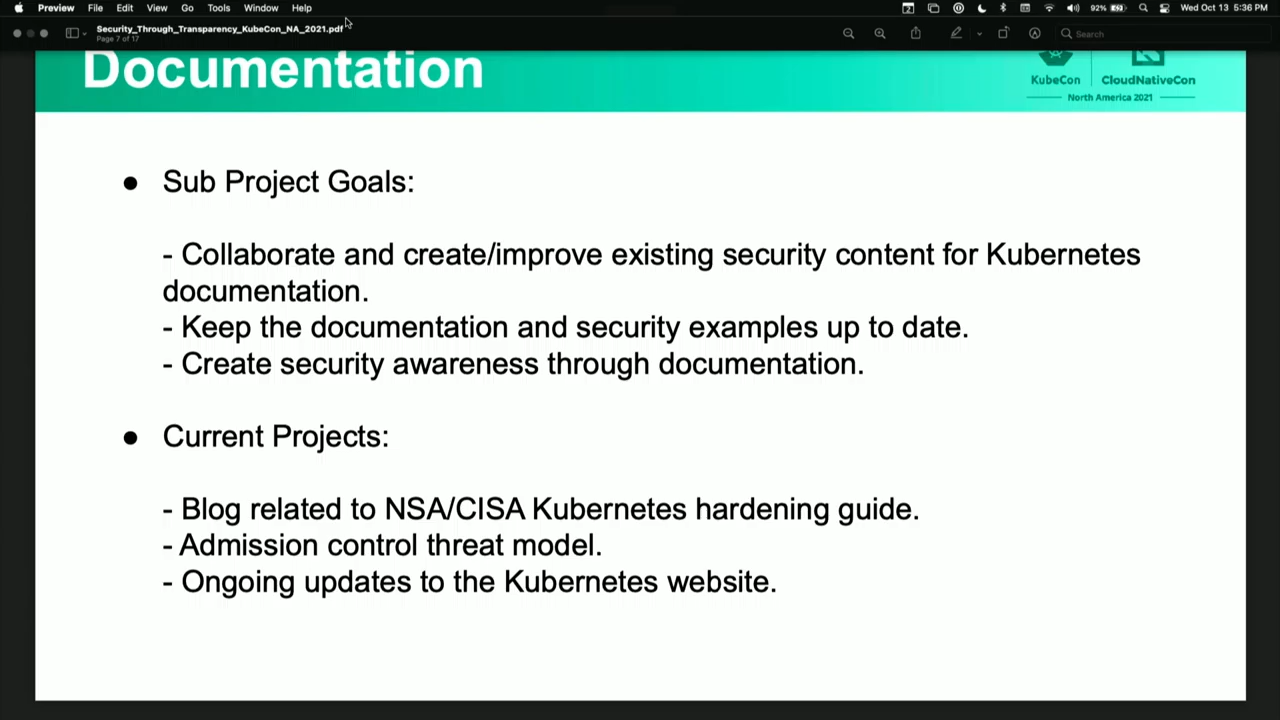 Preview File Edit View Go Tools Window Help
92% Wed Oct 13 5:36 PM
Security_Through_Transparency_KubeCon_NA_2021.pdf
Page 7 of 17
Search
Documentation
KubeCon CloudNativeCon
North America 2021
● Sub Project Goals:
- Collaborate and create/improve existing security content for Kubernetes
documentation.
- Keep the documentation and security examples up to date.
- Create security awareness through documentation.
● Current Projects:
- Blog related to NSA/CISA Kubernetes hardening guide.
- Admission control threat model.
- Ongoing updates to the Kubernetes website.